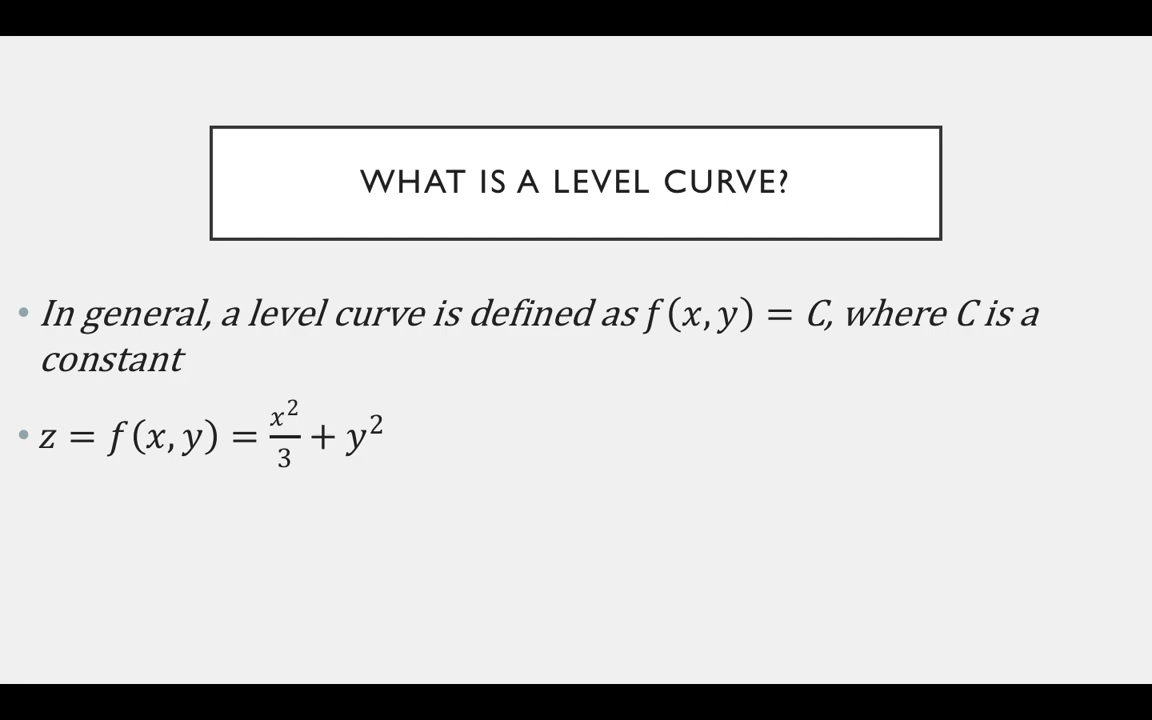 WHAT IS A LEVEL CURVE?
• In general, a level curve is defined as f(x, y) = C, where C is a
constant
• z = f(x, y) = x²/3 + y²